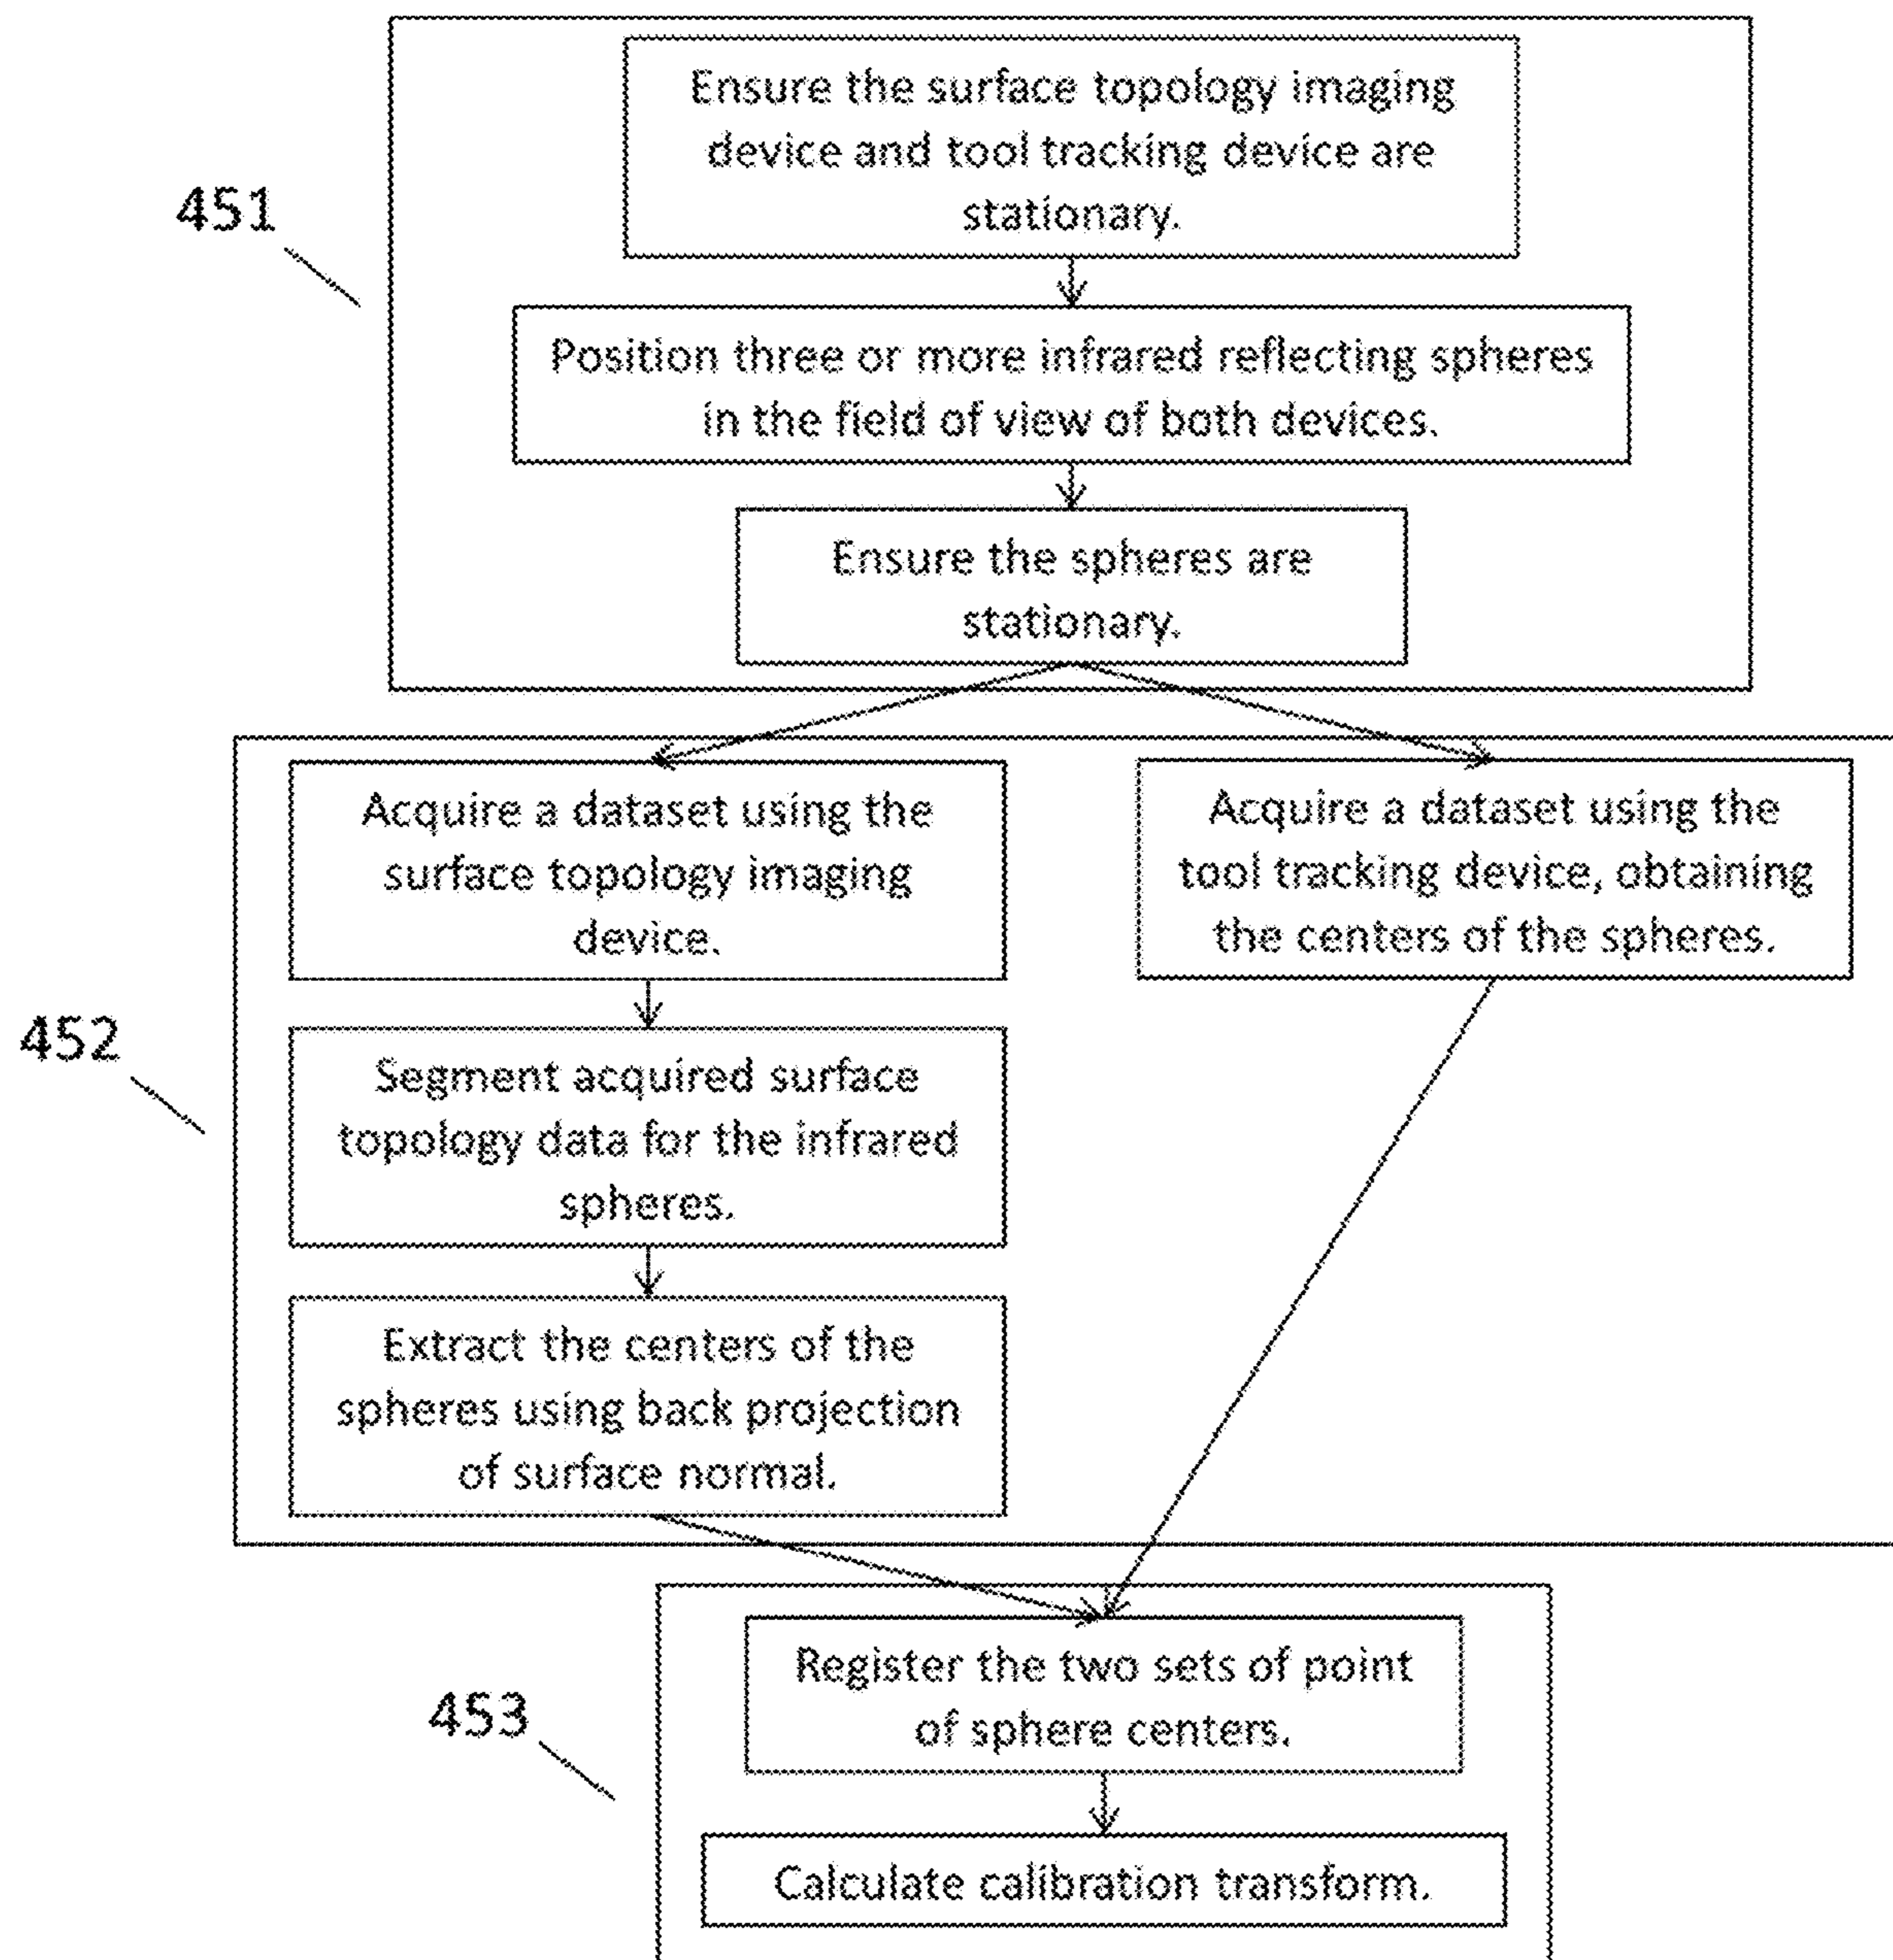 451
Ensure the surface topology imaging
device and tool tracking device are
stationary.
Position three or more infrared reflecting spheres
in the field of view of both devices.
Ensure the spheres are
stationary.
452
Acquire a dataset using the
surface topology imaging
device.
Acquire a dataset using the
tool tracking device, obtaining
the centers of the spheres.
Segment acquired surface
topology data for the infrared
spheres.
Extract the centers of the
spheres using back projection
of surface normal.
453
Register the two sets of point
of sphere centers.
Calculate calibration transform.